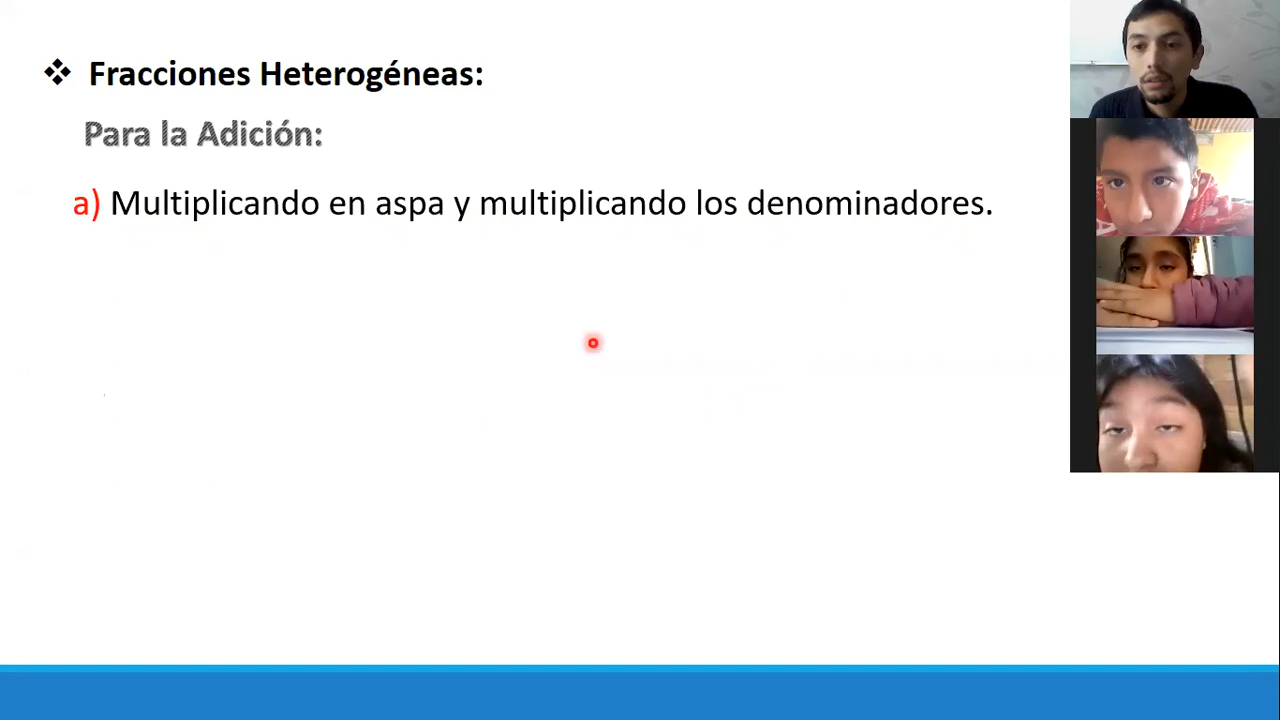 Fracciones Heterogéneas:
Para la Adición:
a) Multiplicando en aspa y multiplicando los denominadores.